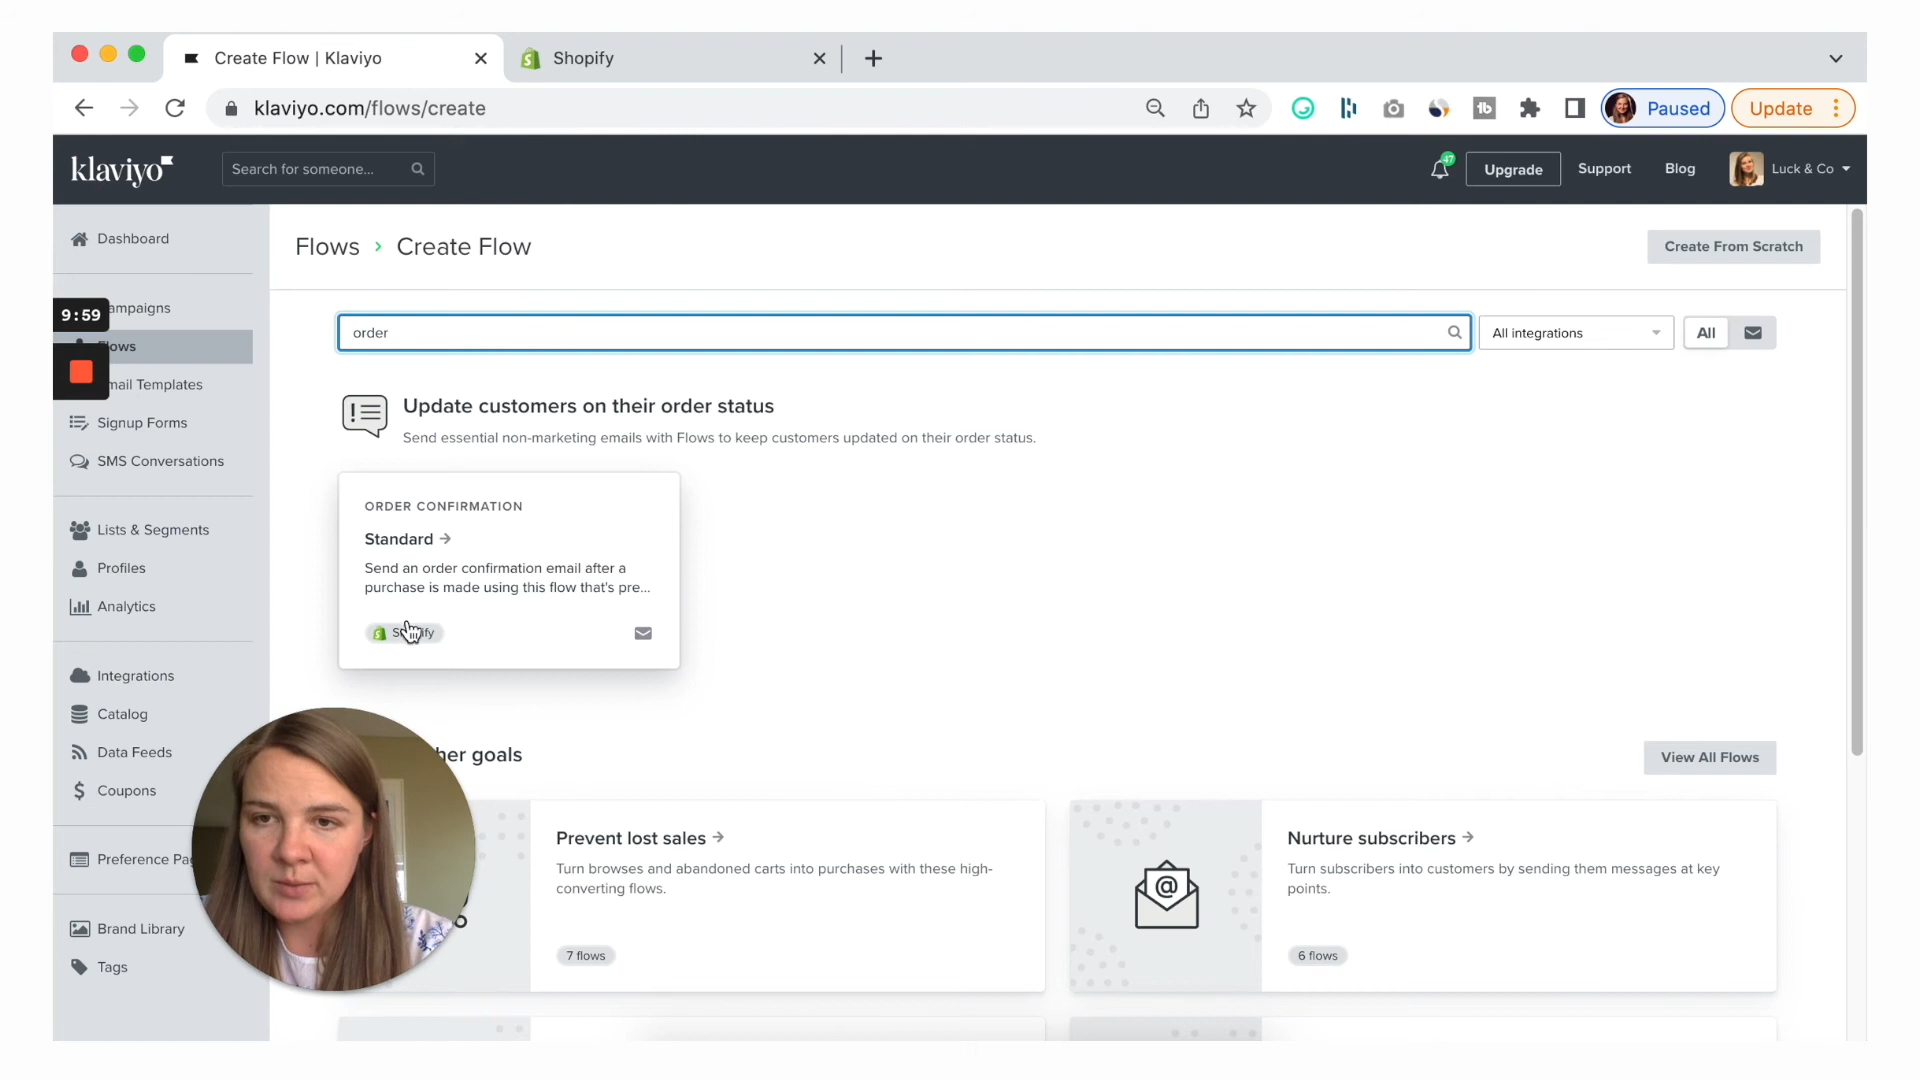 Create Flow | Klaviyo
Shopify
klaviyo.com/flows/create
Paused
Update
klaviyo
Search for someone...
47
Upgrade
Support
Blog
Luck & Co
Dashboard
Flows > Create Flow
Create From Scratch
ampaigns
9:59
lows
order
All integrations
All
mail Templates
Signup Forms
SMS Conversations
Update customers on their order status
Send essential non-marketing emails with Flows to keep customers updated on their order status.
ORDER CONFIRMATION
Standard →
Send an order confirmation email after a
purchase is made using this flow that's pre...
Lists & Segments
Profiles
Analytics
Integrations
Catalog
Data Feeds
Coupons
Preference Pa
Brand Library
Tags
her goals
View All Flows
Prevent lost sales →
Turn browses and abandoned carts into purchases with these high-
converting flows.
7 flows
Nurture subscribers →
Turn subscribers into customers by sending them messages at key
points.
6 flows